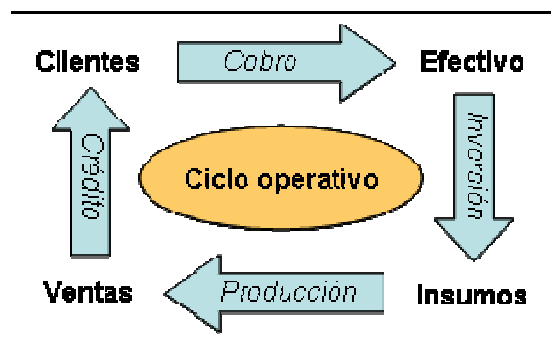 Clientes
Cobro
Efectivo
Crédito
Ciclo operativo
Inversión
Ventas
Producción
Insumos